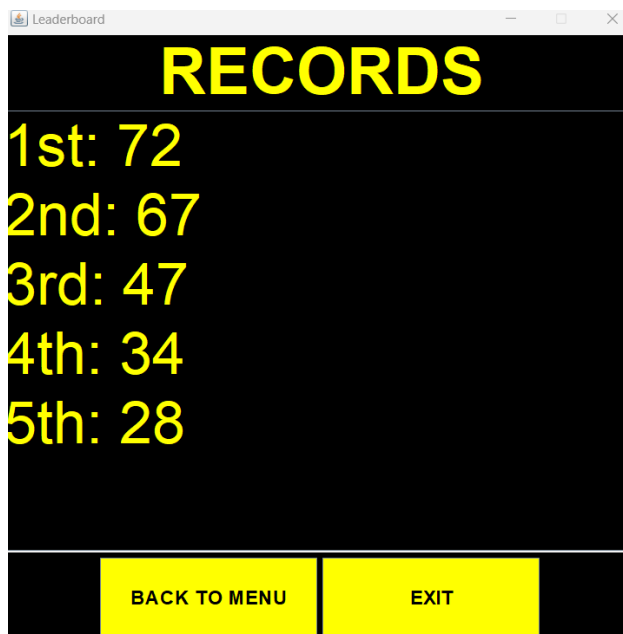 Leaderboard
RECORDS
1st: 72
2nd: 67
3rd: 47
4th: 34
5th: 28
BACK TO MENU EXIT